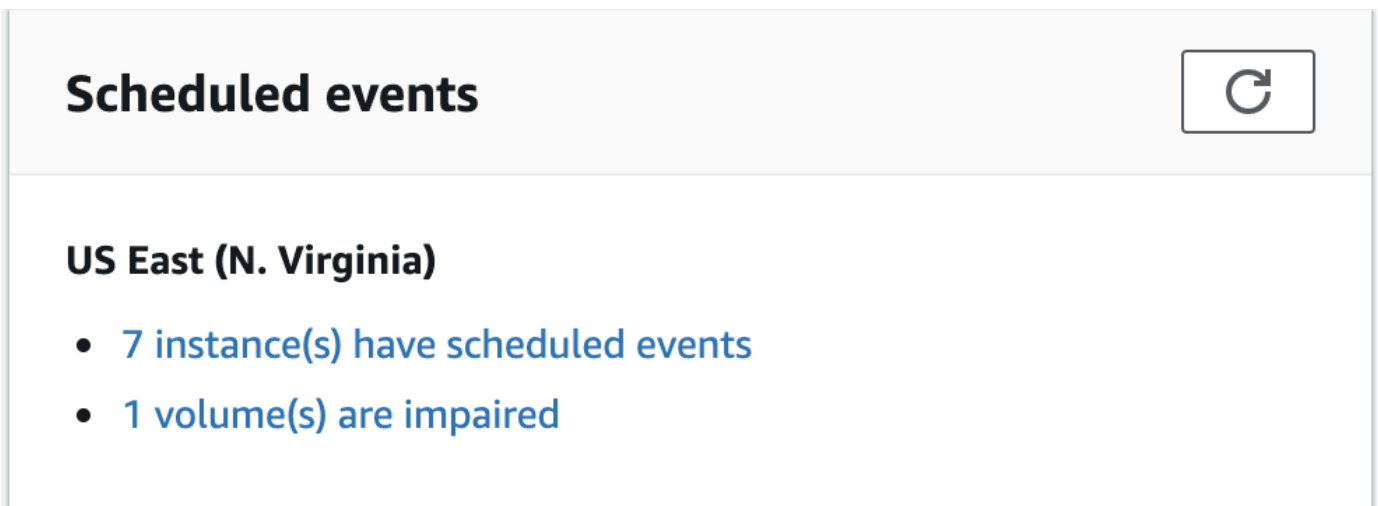 Scheduled events
US East (N. Virginia)
7 instance(s) have scheduled events
1 volume(s) are impaired